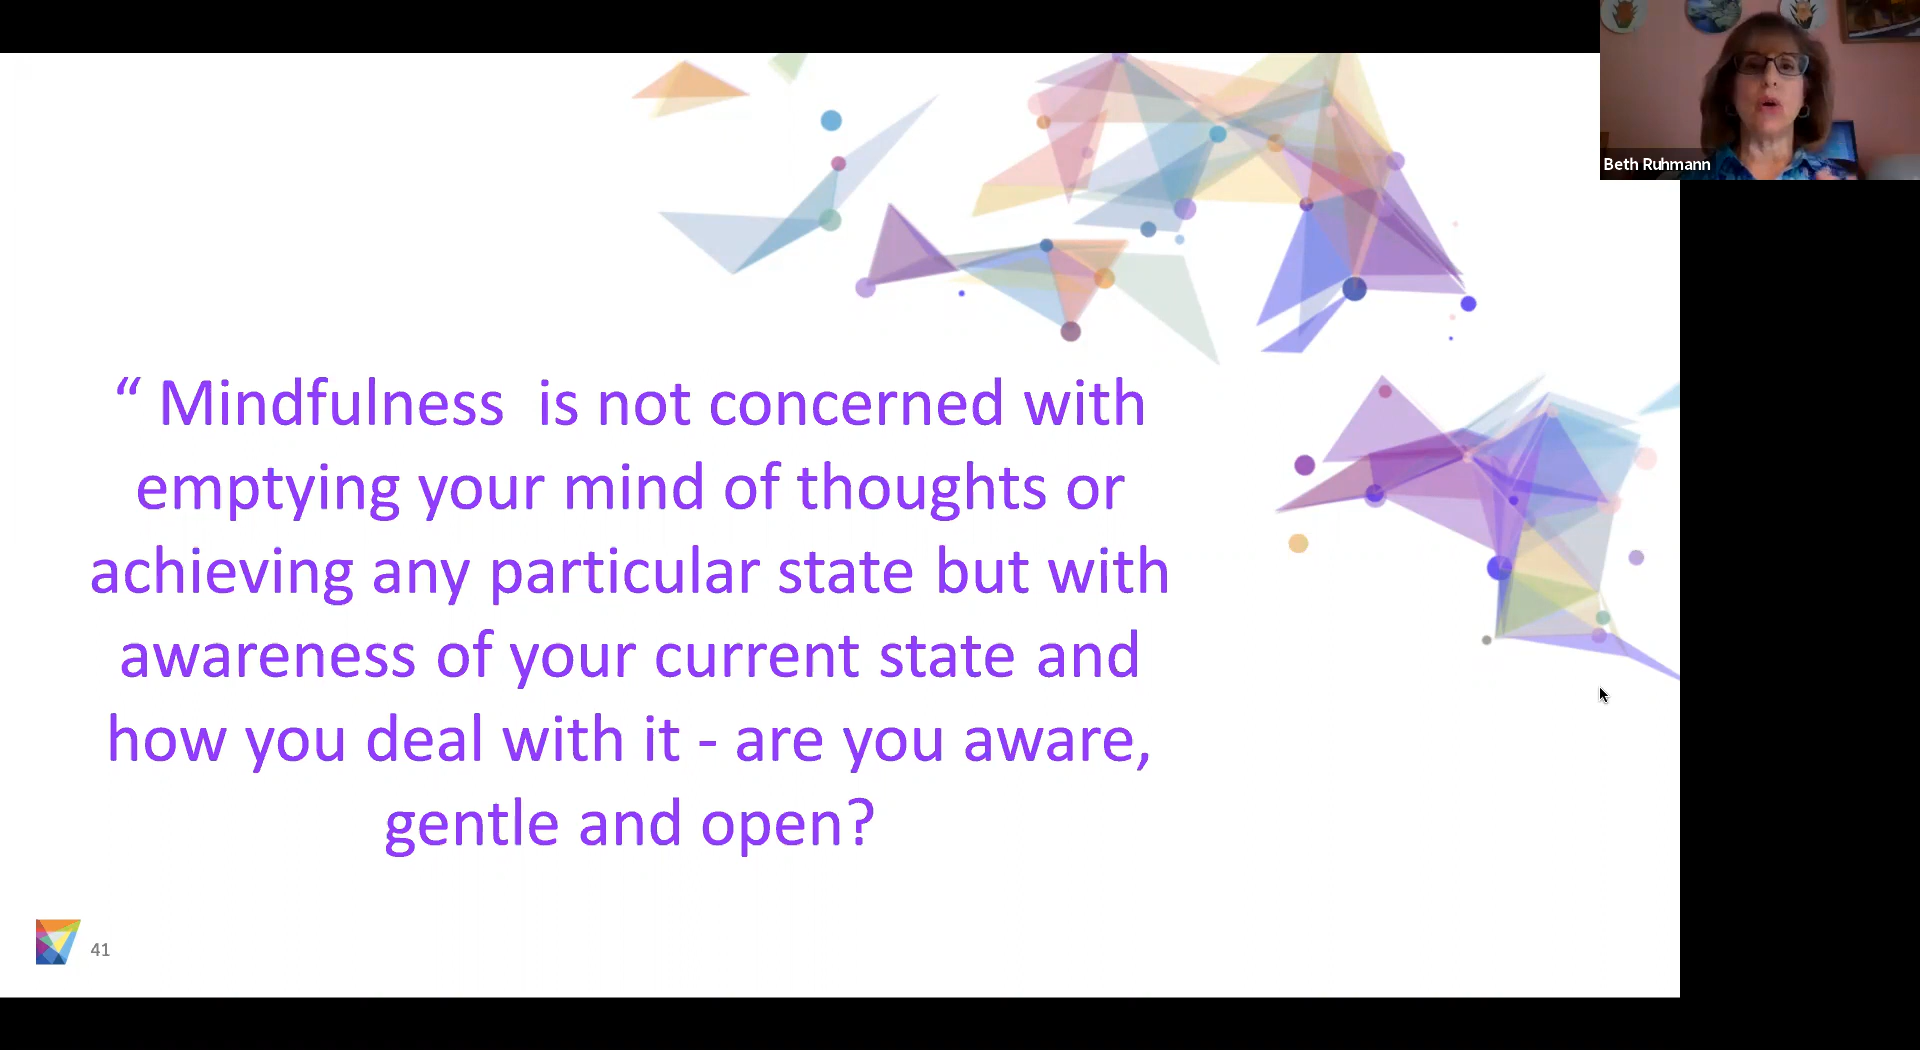 Beth Ruhmann
“ Mindfulness is not concerned with
emptying your mind of thoughts or
achieving any particular state but with
awareness of your current state and
how you deal with it - are you aware,
gentle and open?
41